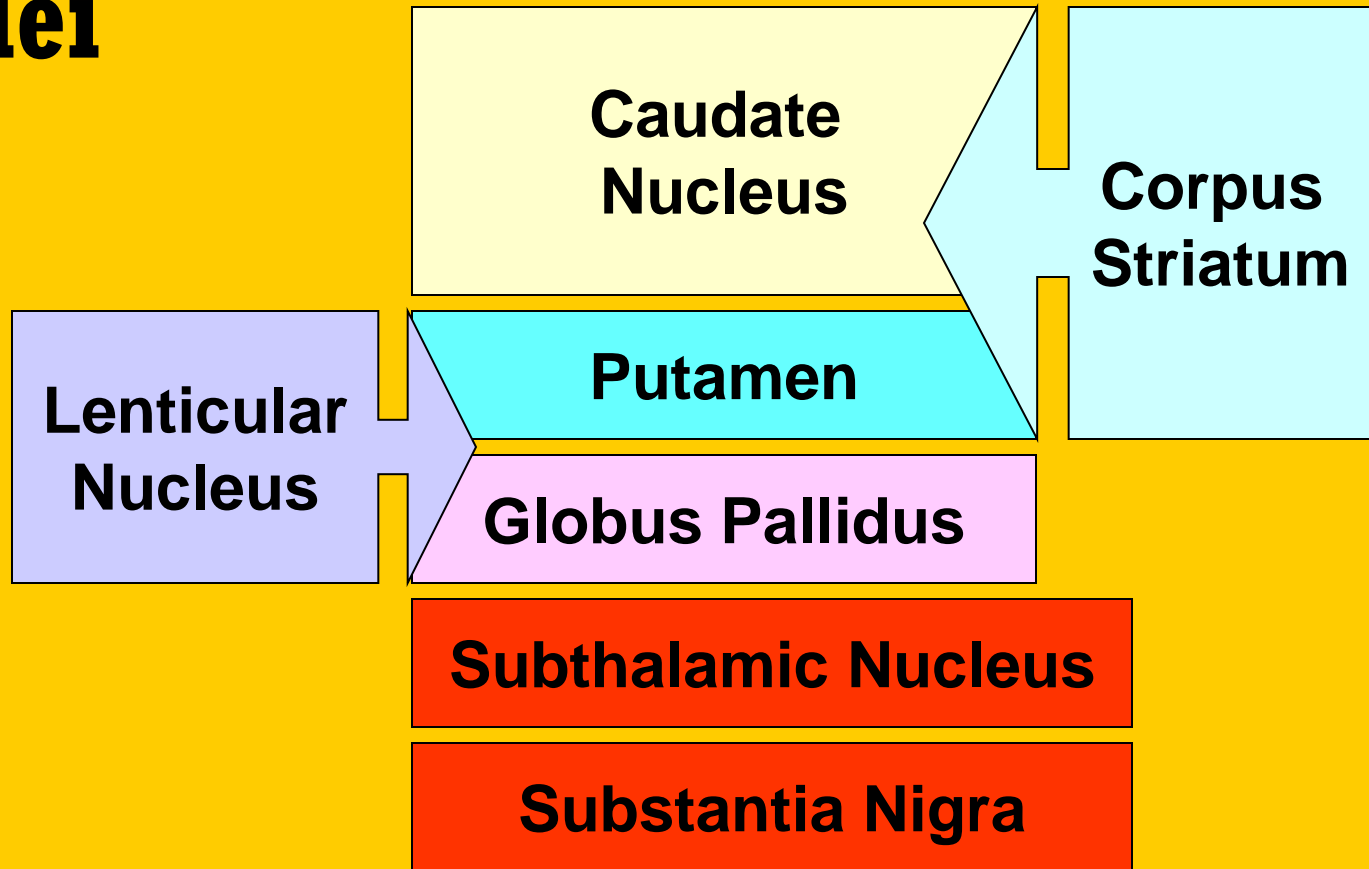 Caudate
Nucleus
Corpus
Striatum
Putamen
Lenticular
Nucleus
Globus Pallidus
Subthalamic Nucleus
Substantia Nigra